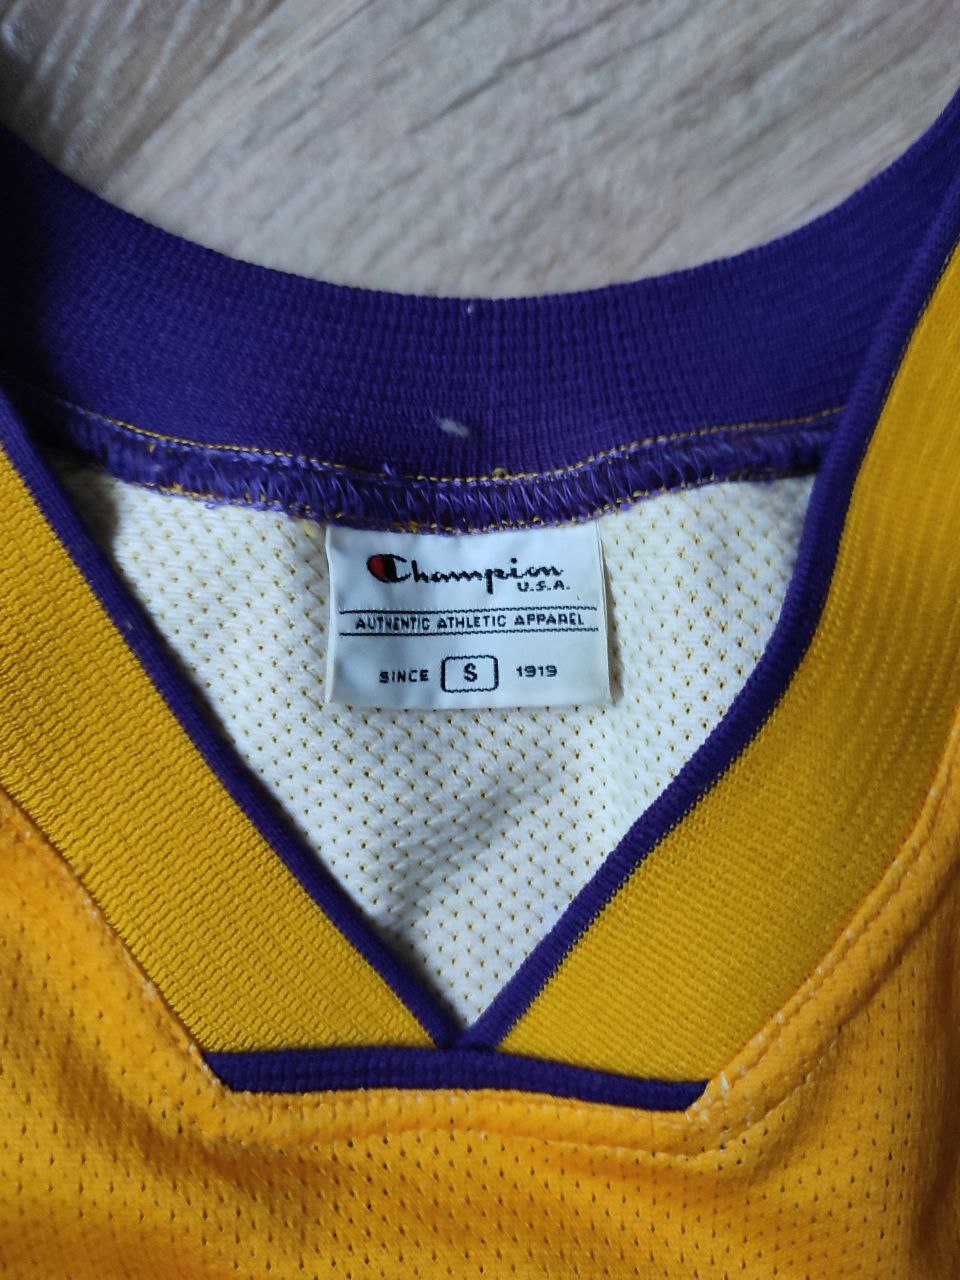 Champion
U.S.A.
AUTHENTIC ATHLETIC APPAREL
SINCE S 1919